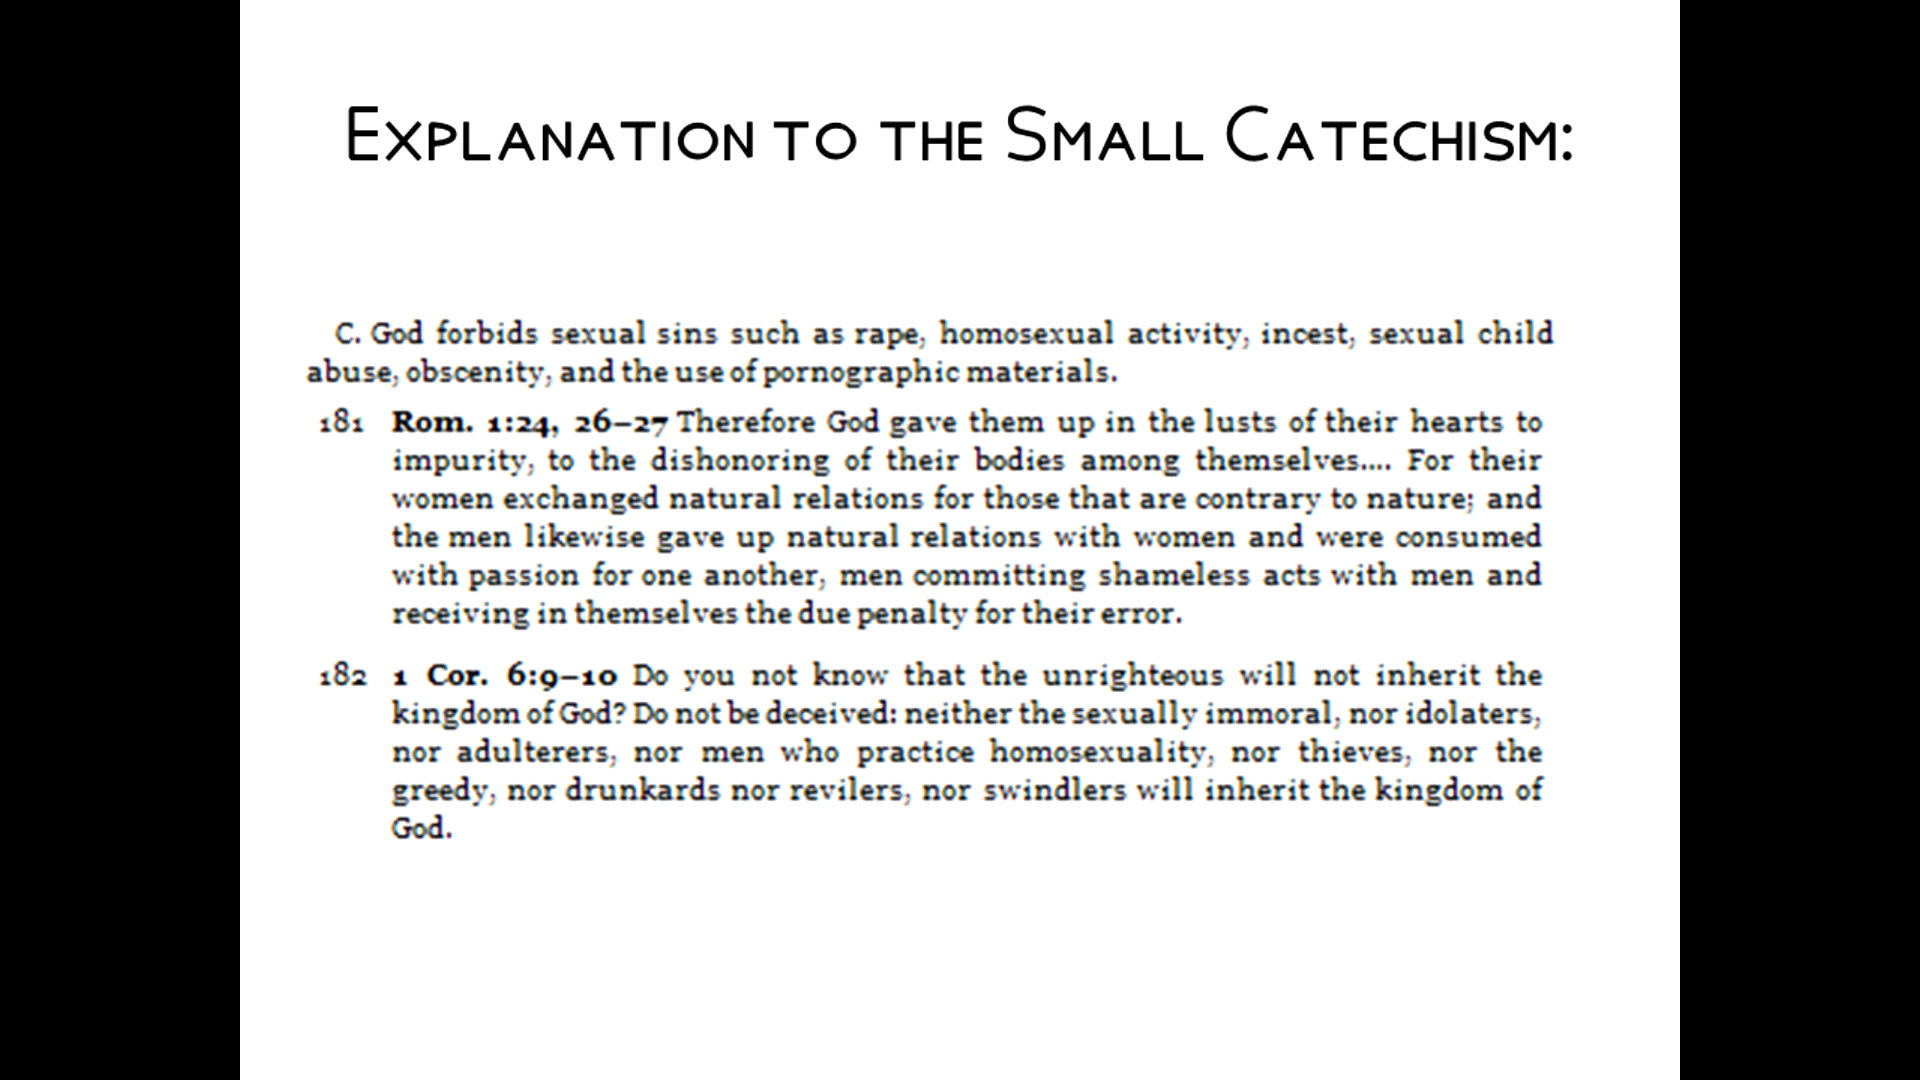 Explanation to the Small Catechism:
C. God forbids sexual sins such as rape, homosexual activity, incest, sexual child
abuse, obscenity, and the use of pornographic materials.
181 Rom. 1:24, 26–27 Therefore God gave them up in the lusts of their hearts to
impurity, to the dishonoring of their bodies among themselves.... For their
women exchanged natural relations for those that are contrary to nature; and
the men likewise gave up natural relations with women and were consumed
with passion for one another, men committing shameless acts with men and
receiving in themselves the due penalty for their error.
182 1 Cor. 6:9–10 Do you not know that the unrighteous will not inherit the
kingdom of God? Do not be deceived: neither the sexually immoral, nor idolaters,
nor adulterers, nor men who practice homosexuality, nor thieves, nor the
greedy, nor drunkards nor revilers, nor swindlers will inherit the kingdom of
God.